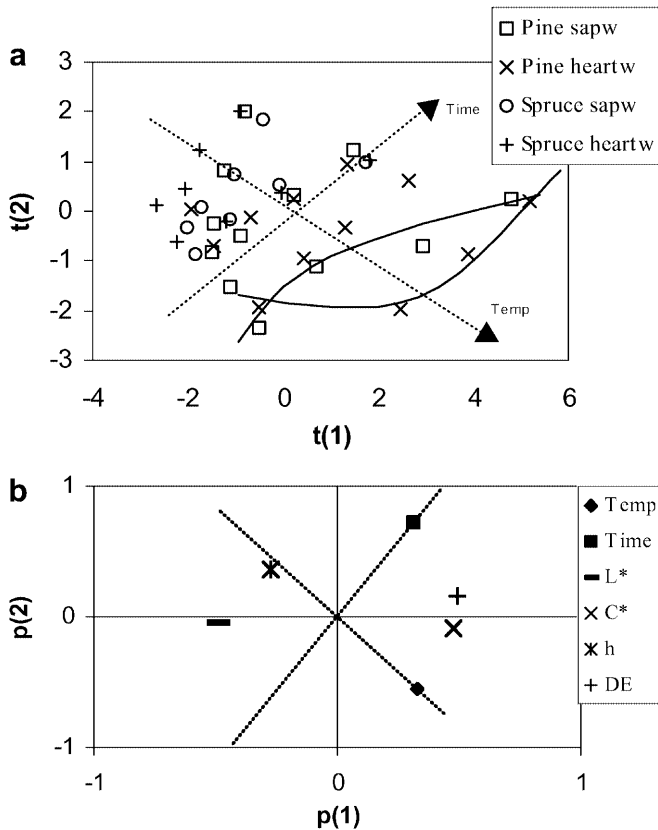 a
Pine sapw
Pine heartw
Spruce sapw
Spruce heartw
3
2
1
0
-1
-2
-3
t(2)
Time
Temp
-4 -2 0 2 4 6
t(1)
b
1
0
-1
p(2)
Temp
Time
L*
C*
h
DE
-1 0 1
p(1)